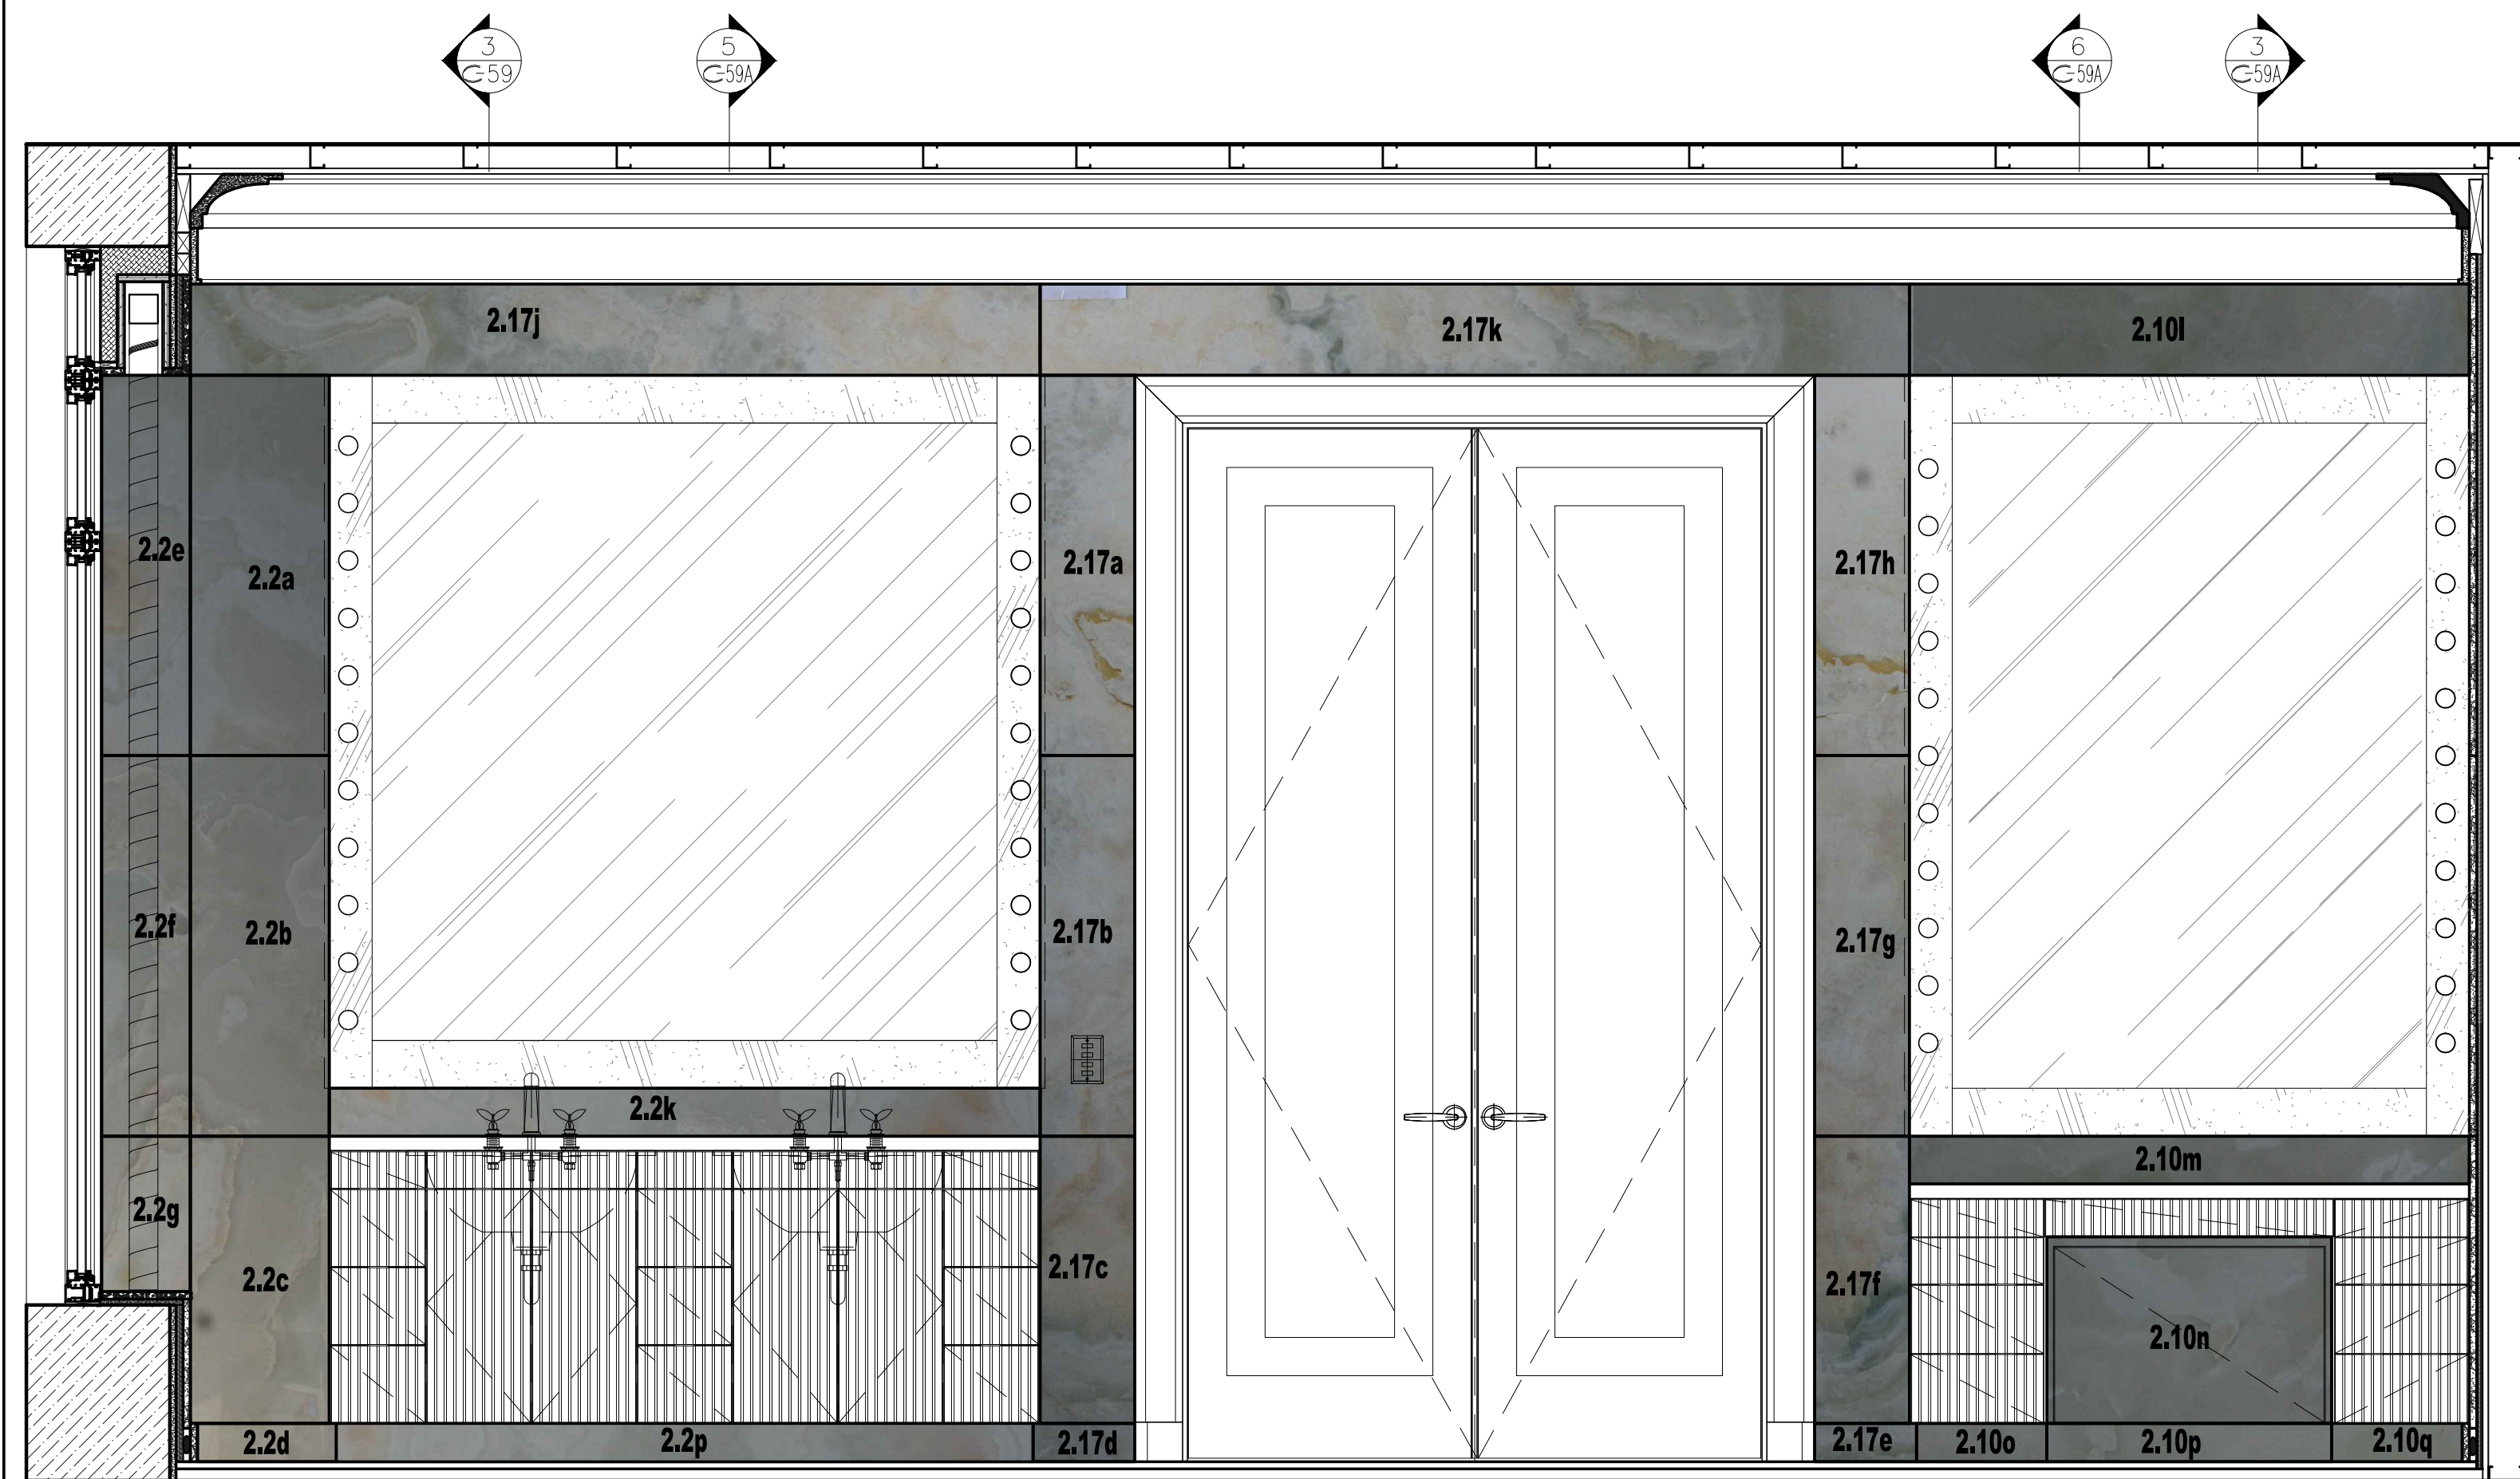 3
C-59
5
C-59A
6
C-59A
3
C-59A
2.17j
2.17k
2.10l
2.2e
2.2a
2.17a
2.17h
2.2f
2.2b
2.17b
2.17g
2.2k
2.10m
2.2g
2.2c
2.17c
2.17f
2.10n
2.2d
2.2p
2.17d
2.17e
2.10o
2.10p
2.10q